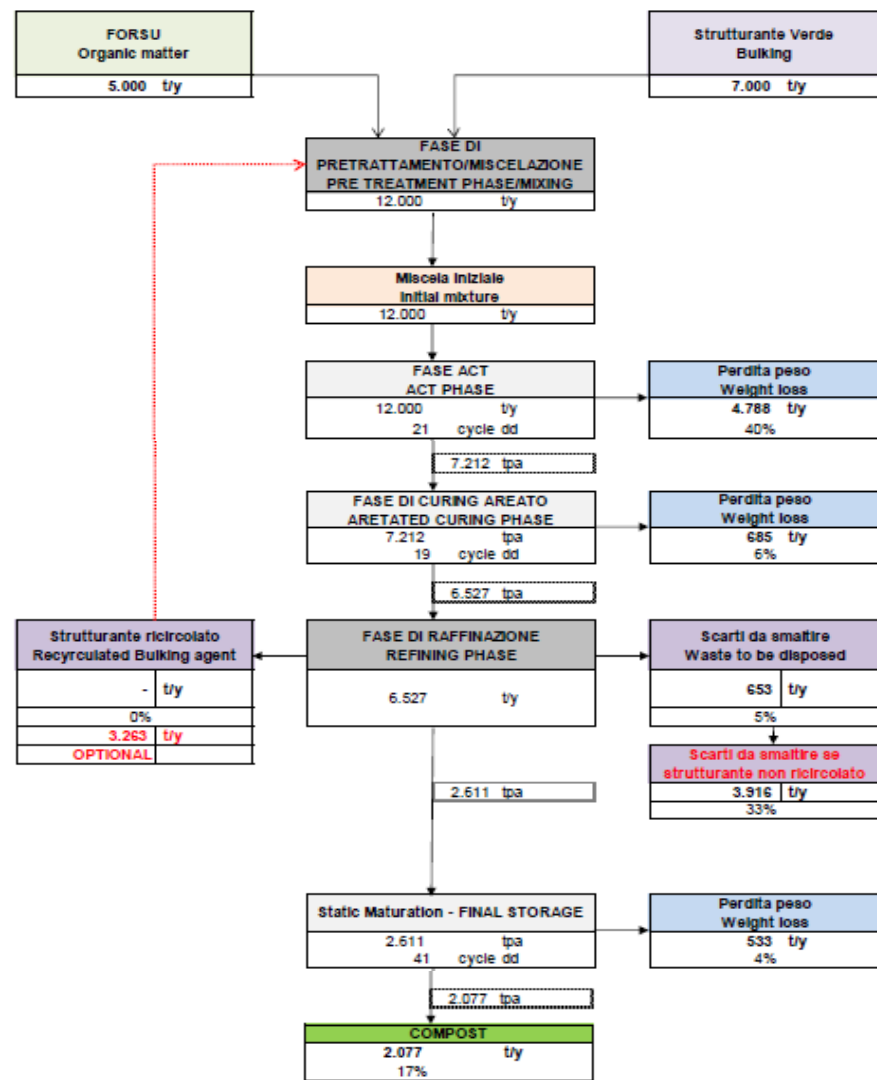 FORSU
Organic matter
5.000 t/y
Strutturante Verde
Bulking
7.000 t/y
FASE DI
PRETRATTAMENTO/MISCELAZIONE
PRE TREATMENT PHASE/MIXING
12.000 t/y
Miscela Iniziale
Initial mixture
12.000 t/y
FASE ACT
ACT PHASE
12.000 t/y
21 cycle dd
Perdita peso
Weight loss
4.788 t/y
40%
7.212 tpa
FASE DI CURING AREATO
ARETATED CURING PHASE
7.212 tpa
19 cycle dd
Perdita peso
Weight loss
685 t/y
6%
6.527 tpa
Strutturante ricircolato
Recyrculated Bulking agent
- t/y
0%
3.263 t/y
OPTIONAL
FASE DI RAFFINAZIONE
REFINING PHASE
6.527 t/y
Scarti da smaltire
Waste to be disposed
653 t/y
5%
Scarti da smaltire se
strutturante non ricircolato
3.916 t/y
33%
2.611 tpa
Static Maturation - FINAL STORAGE
2.611 tpa
41 cycle dd
Perdita peso
Weight loss
533 t/y
4%
2.077 tpa
COMPOST
2.077 t/y
17%